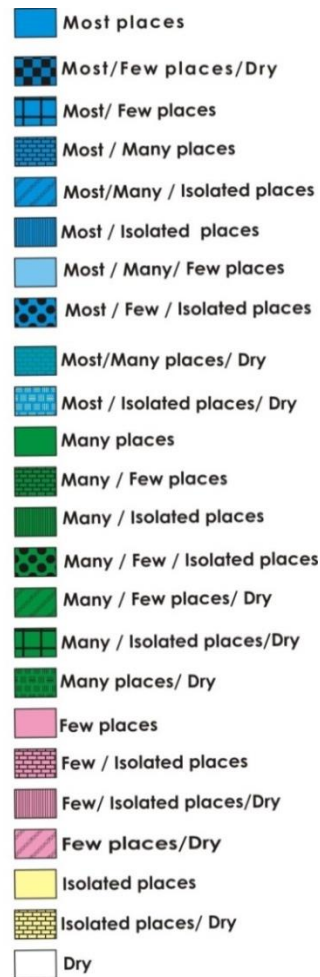 Most places
Most/Few places/Dry
Most/ Few places
Most / Many places
Most/Many / Isolated places
Most / Isolated places
Most / Many/ Few places
Most / Few / Isolated places
Most/Many places/ Dry
Most / Isolated places/ Dry
Many places
Many / Few places
Many / Isolated places
Many / Few / Isolated places
Many / Few places/ Dry
Many / Isolated places/Dry
Many places/ Dry
Few places
Few / Isolated places
Few/ Isolated places/Dry
Few places/Dry
Isolated places
Isolated places/ Dry
Dry